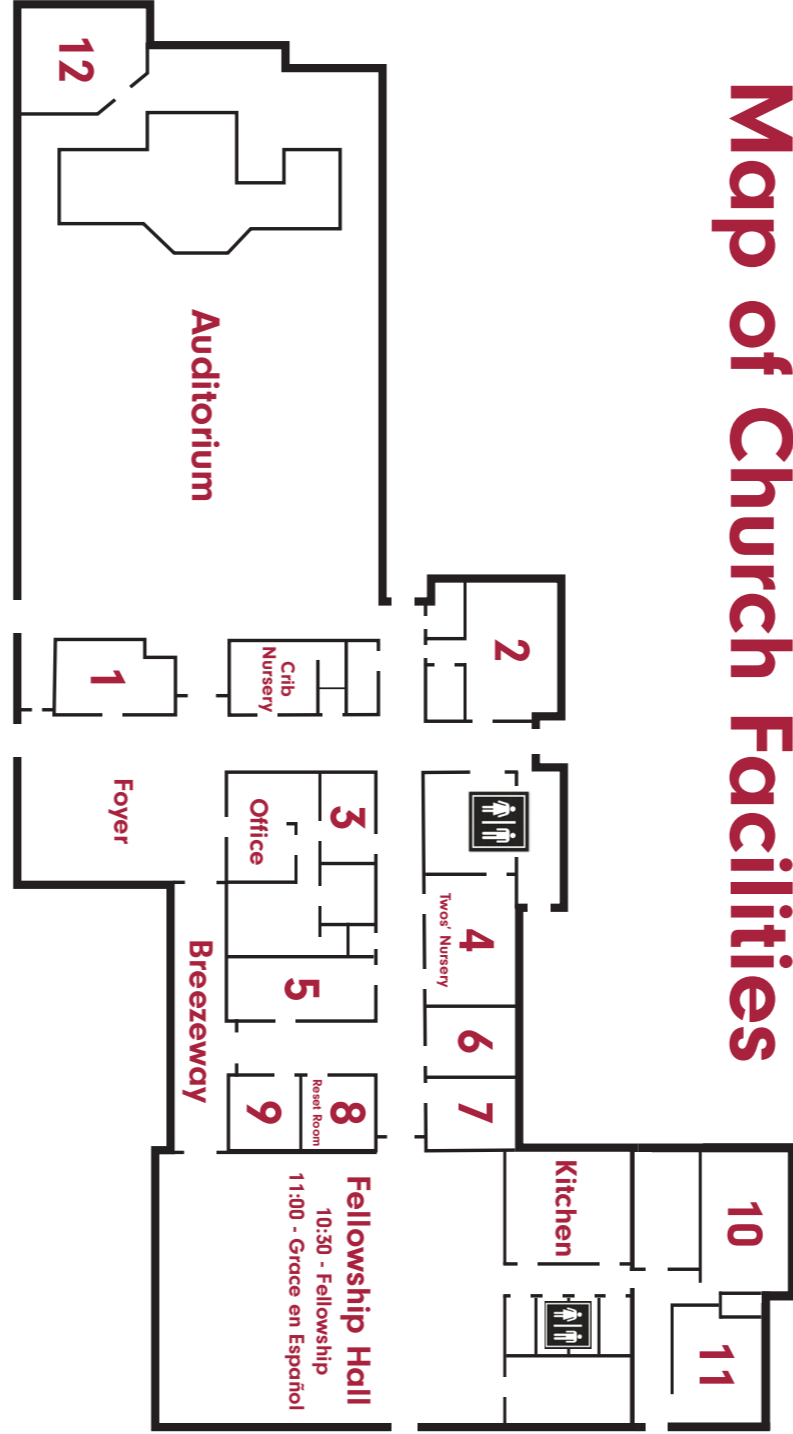 Map of Church Facilities
12
Auditorium
1
Crib
Nursery
2
Foyer
Office
3
4
Twos' Nursery
Breezeway
5
6
7
8
Reset Room
9
Fellowship Hall
10:30 - Fellowship
11:00 - Grace en Español
Kitchen
10
11